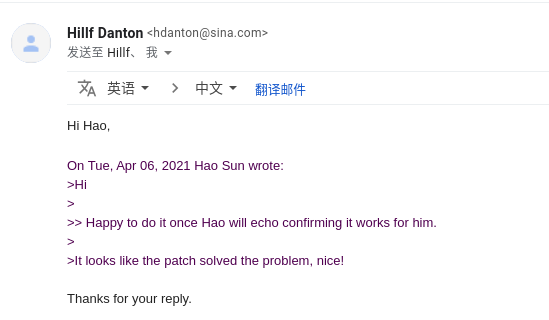 Hillf Danton <hdanton@sina.com>
发送至 Hillf、 我
英语 中文 翻译邮件
Hi Hao,
On Tue, Apr 06, 2021 Hao Sun wrote:
>Hi
>
>> Happy to do it once Hao will echo confirming it works for him.
>
>It looks like the patch solved the problem, nice!
Thanks for your reply.